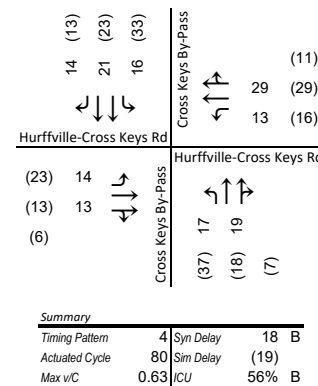 (13) (23) (33)
14 21 16
Cross Keys By-Pass
(11)
29 (29)
13 (16)
Hurffville-Cross Keys Rd
Hurffville-Cross Keys Rd
(23) 14
(13) 13
(6)
Cross Keys By-Pass
17 19
(37) (18) (7)
Summary
Timing Pattern 4 Syn Delay 18 B
Actuated Cycle 80 Sim Delay (19)
Max v/C 0.63 ICU 56% B